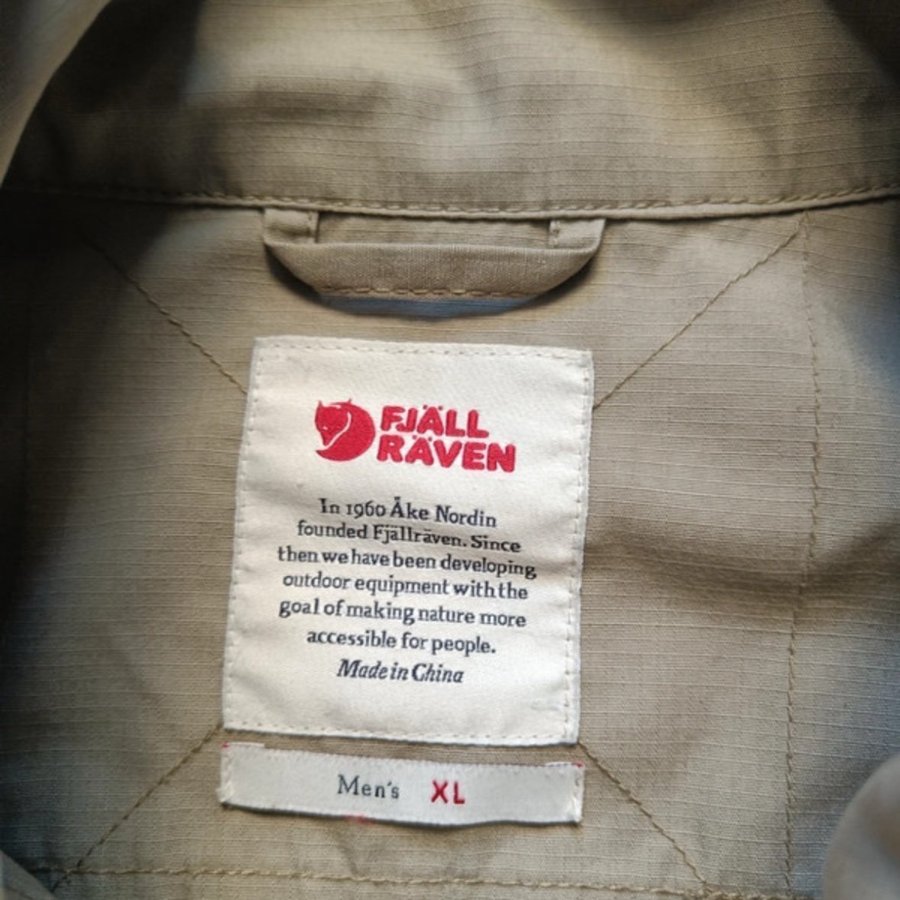 FJÄLL
RÄVEN
In 1960 Åke Nordin
founded Fjällräven. Since
then we have been developing
outdoor equipment with the
goal of making nature more
accessible for people.
Made in China
Men's XL